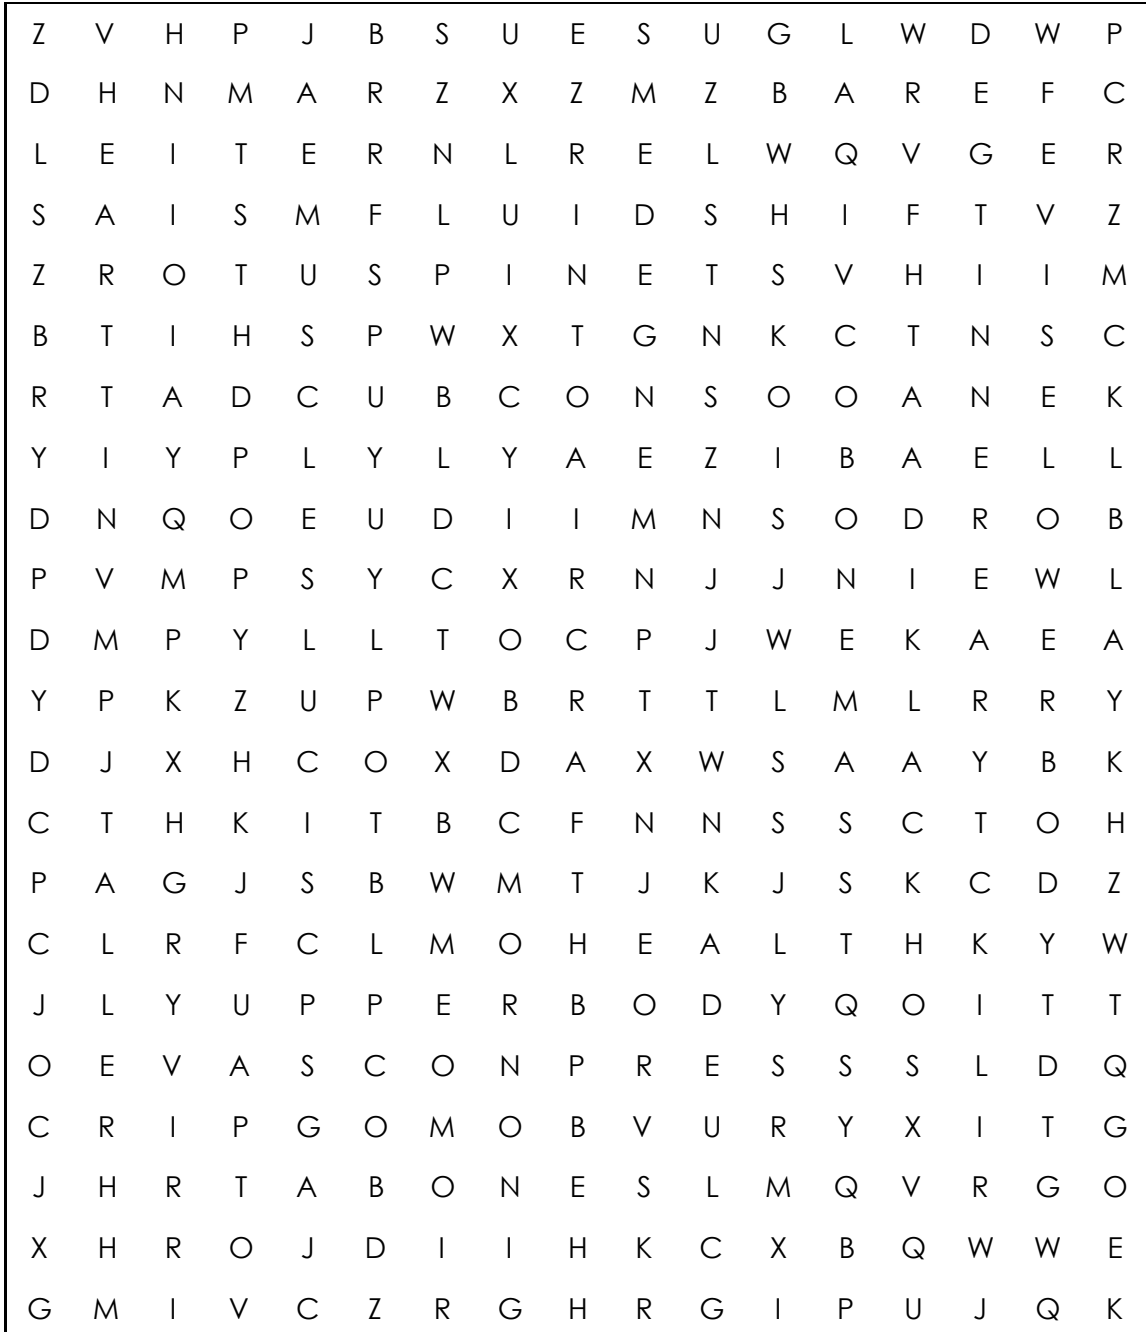 Z V H P J B S U E S U G L W D W P
D H N M A R Z X Z M Z B A R E F C
L E I T E R N L R E L W Q V G E R
S A I S M F L U I D S H I F T V Z
Z R O T U S P I N E T S V H I I M
B T I H S P W X T G N K C T N S C
R T A D C U B C O N S O O A N E K
Y I Y P L Y L Y A E Z I B A E L L
D N Q O E U D I I M N S O D R O B
P V M P S Y C X R N J J N I E W L
D M P Y L L T O C P J W E K A E A
Y P K Z U P W B R T T L M L R R Y
D J X H C O X D A X W S A A Y B K
C T H K I T B C F N N S S C T O H
P A G J S B W M T J K J S K C D Z
C L R F C L M O H E A L T H K Y W
J L Y U P P E R B O D Y Q O I T T
O E V A S C O N P R E S S S L D Q
C R I P G O M O B V U R Y X I T G
J H R T A B O N E S L M Q V R G O
X H R O J D I I H K C X B Q W W E
G M I V C Z R G H R G I P U J Q K